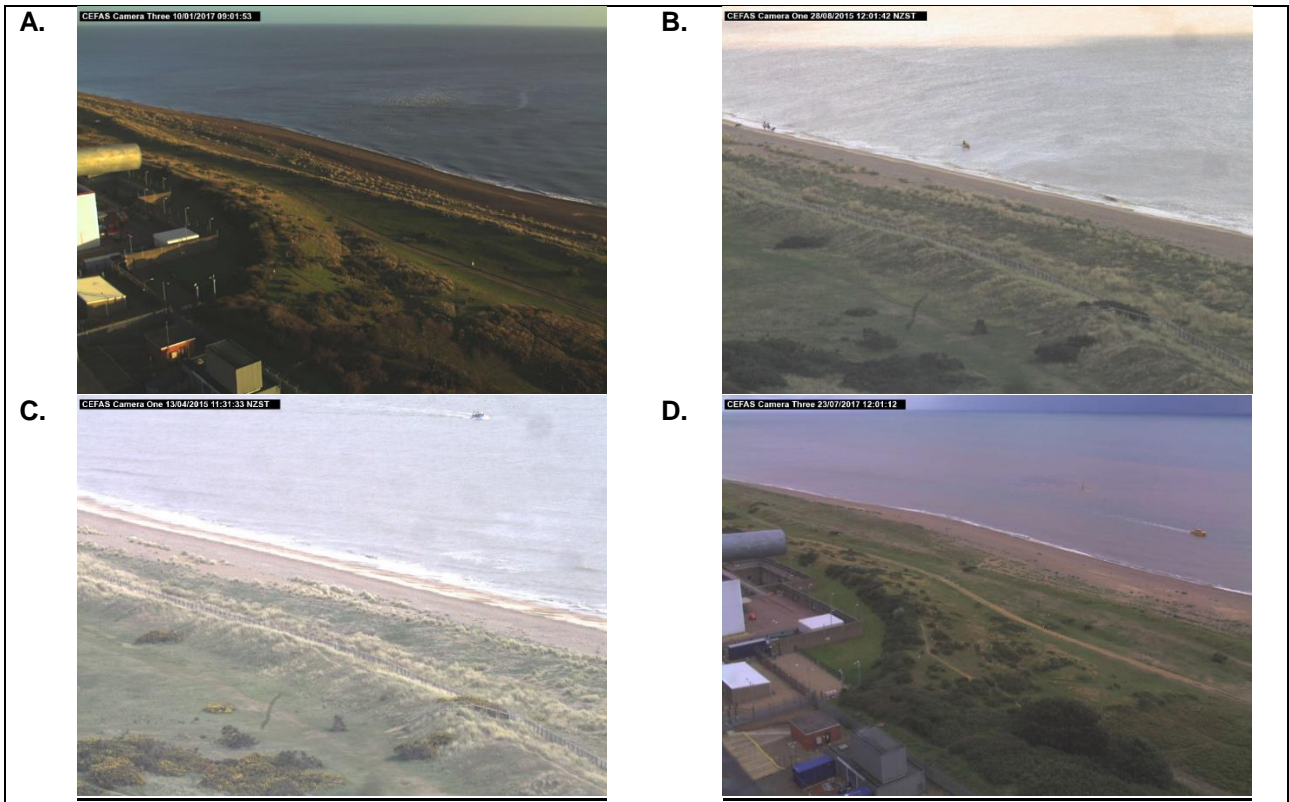 A.
CEFAS Camera Three 10/01/2017 09:01:53
B.
CEFAS Camera One 28/08/2015 12:01:42 NZST
C.
CEFAS Camera One 13/04/2015 11:31:33 NZST
D.
CEFAS Camera Three 23/07/2017 12:01:12